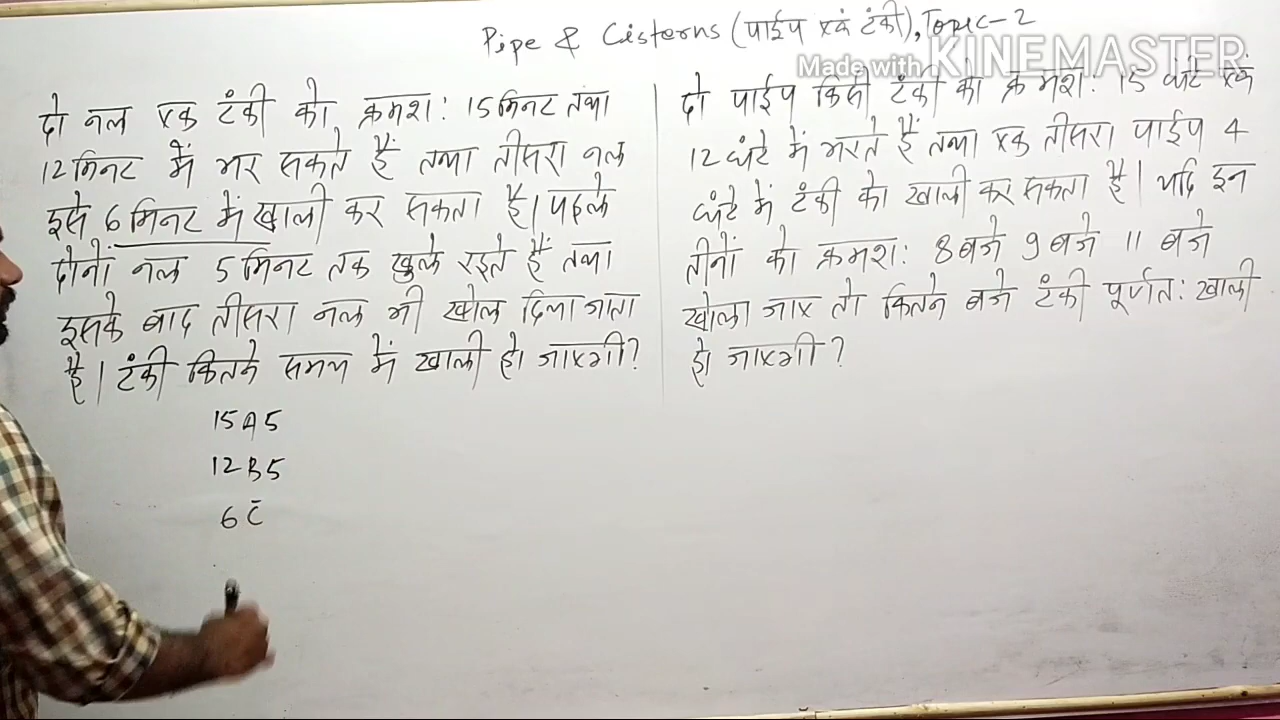 Pipe & Cisterns (पाईप एवं टंकी), Topic-2
Made with KINEMASTER
दो नल एक टंकी को क्रमश: 15 मिनट तथा
12 मिनट में भर सकते हैं तथा तीसरा नल
इसे 6 मिनट में खाली कर सकता है। पहले
दोनों नल 5 मिनट तक खुले रहते हैं तथा
इसके बाद तीसरा नल भी खोल दिया जाता
है। टंकी कितने समय में खाली हो जाएगी?
15 A 5
12 B 5
6 C̄
दो पाईप किसी टंकी को क्रमश: 15 घंटे एवं
12 घंटे में भरते हैं तथा एक तीसरा पाईप 4
घंटे में टंकी को खाली कर सकता है। यदि इन
तीनों को क्रमश: 8 बजे 9 बजे 11 बजे
खोला जाए तो कितने बजे टंकी पूर्णत: खाली
हो जाएगी?